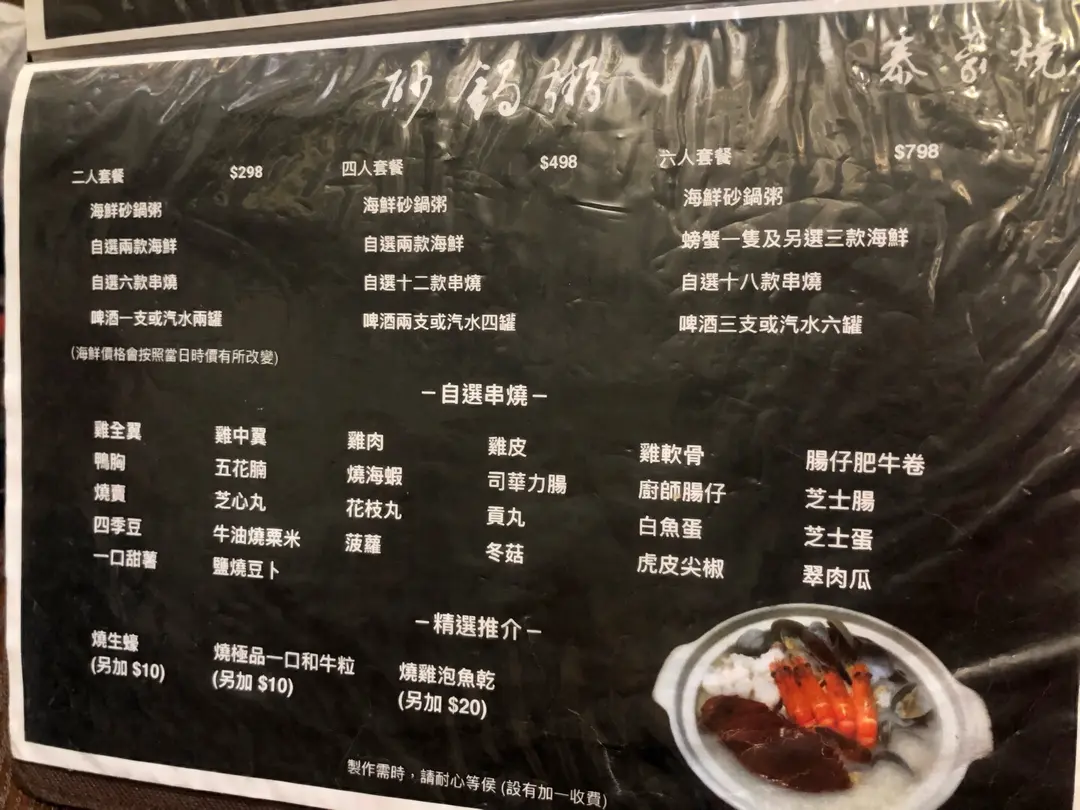 砂鍋粥
泰豪燒
二人套餐 $298
海鮮砂鍋粥
自選兩款海鮮
自選六款串燒
啤酒一支或汽水兩罐
(海鮮價格會按照當日時價有所改變)
四人套餐 $498
海鮮砂鍋粥
自選兩款海鮮
自選十二款串燒
啤酒兩支或汽水四罐
六人套餐 $798
海鮮砂鍋粥
螃蟹一隻及另選三款海鮮
自選十八款串燒
啤酒三支或汽水六罐
－自選串燒－
雞全翼 雞中翼 雞肉 雞皮 雞軟骨 腸仔肥牛卷
鴨胸 五花腩 燒海蝦 司華力腸 廚師腸仔 芝士腸
燒賣 芝心丸 花枝丸 貢丸 白魚蛋 芝士蛋
四季豆 牛油燒粟米 菠蘿 冬菇 虎皮尖椒 翠肉瓜
一口甜薯 鹽燒豆卜
－精選推介－
燒生蠔 燒極品一口和牛粒 燒雞泡魚乾
(另加 $10) (另加 $10) (另加 $20)
製作需時，請耐心等侯 (設有加一收費)